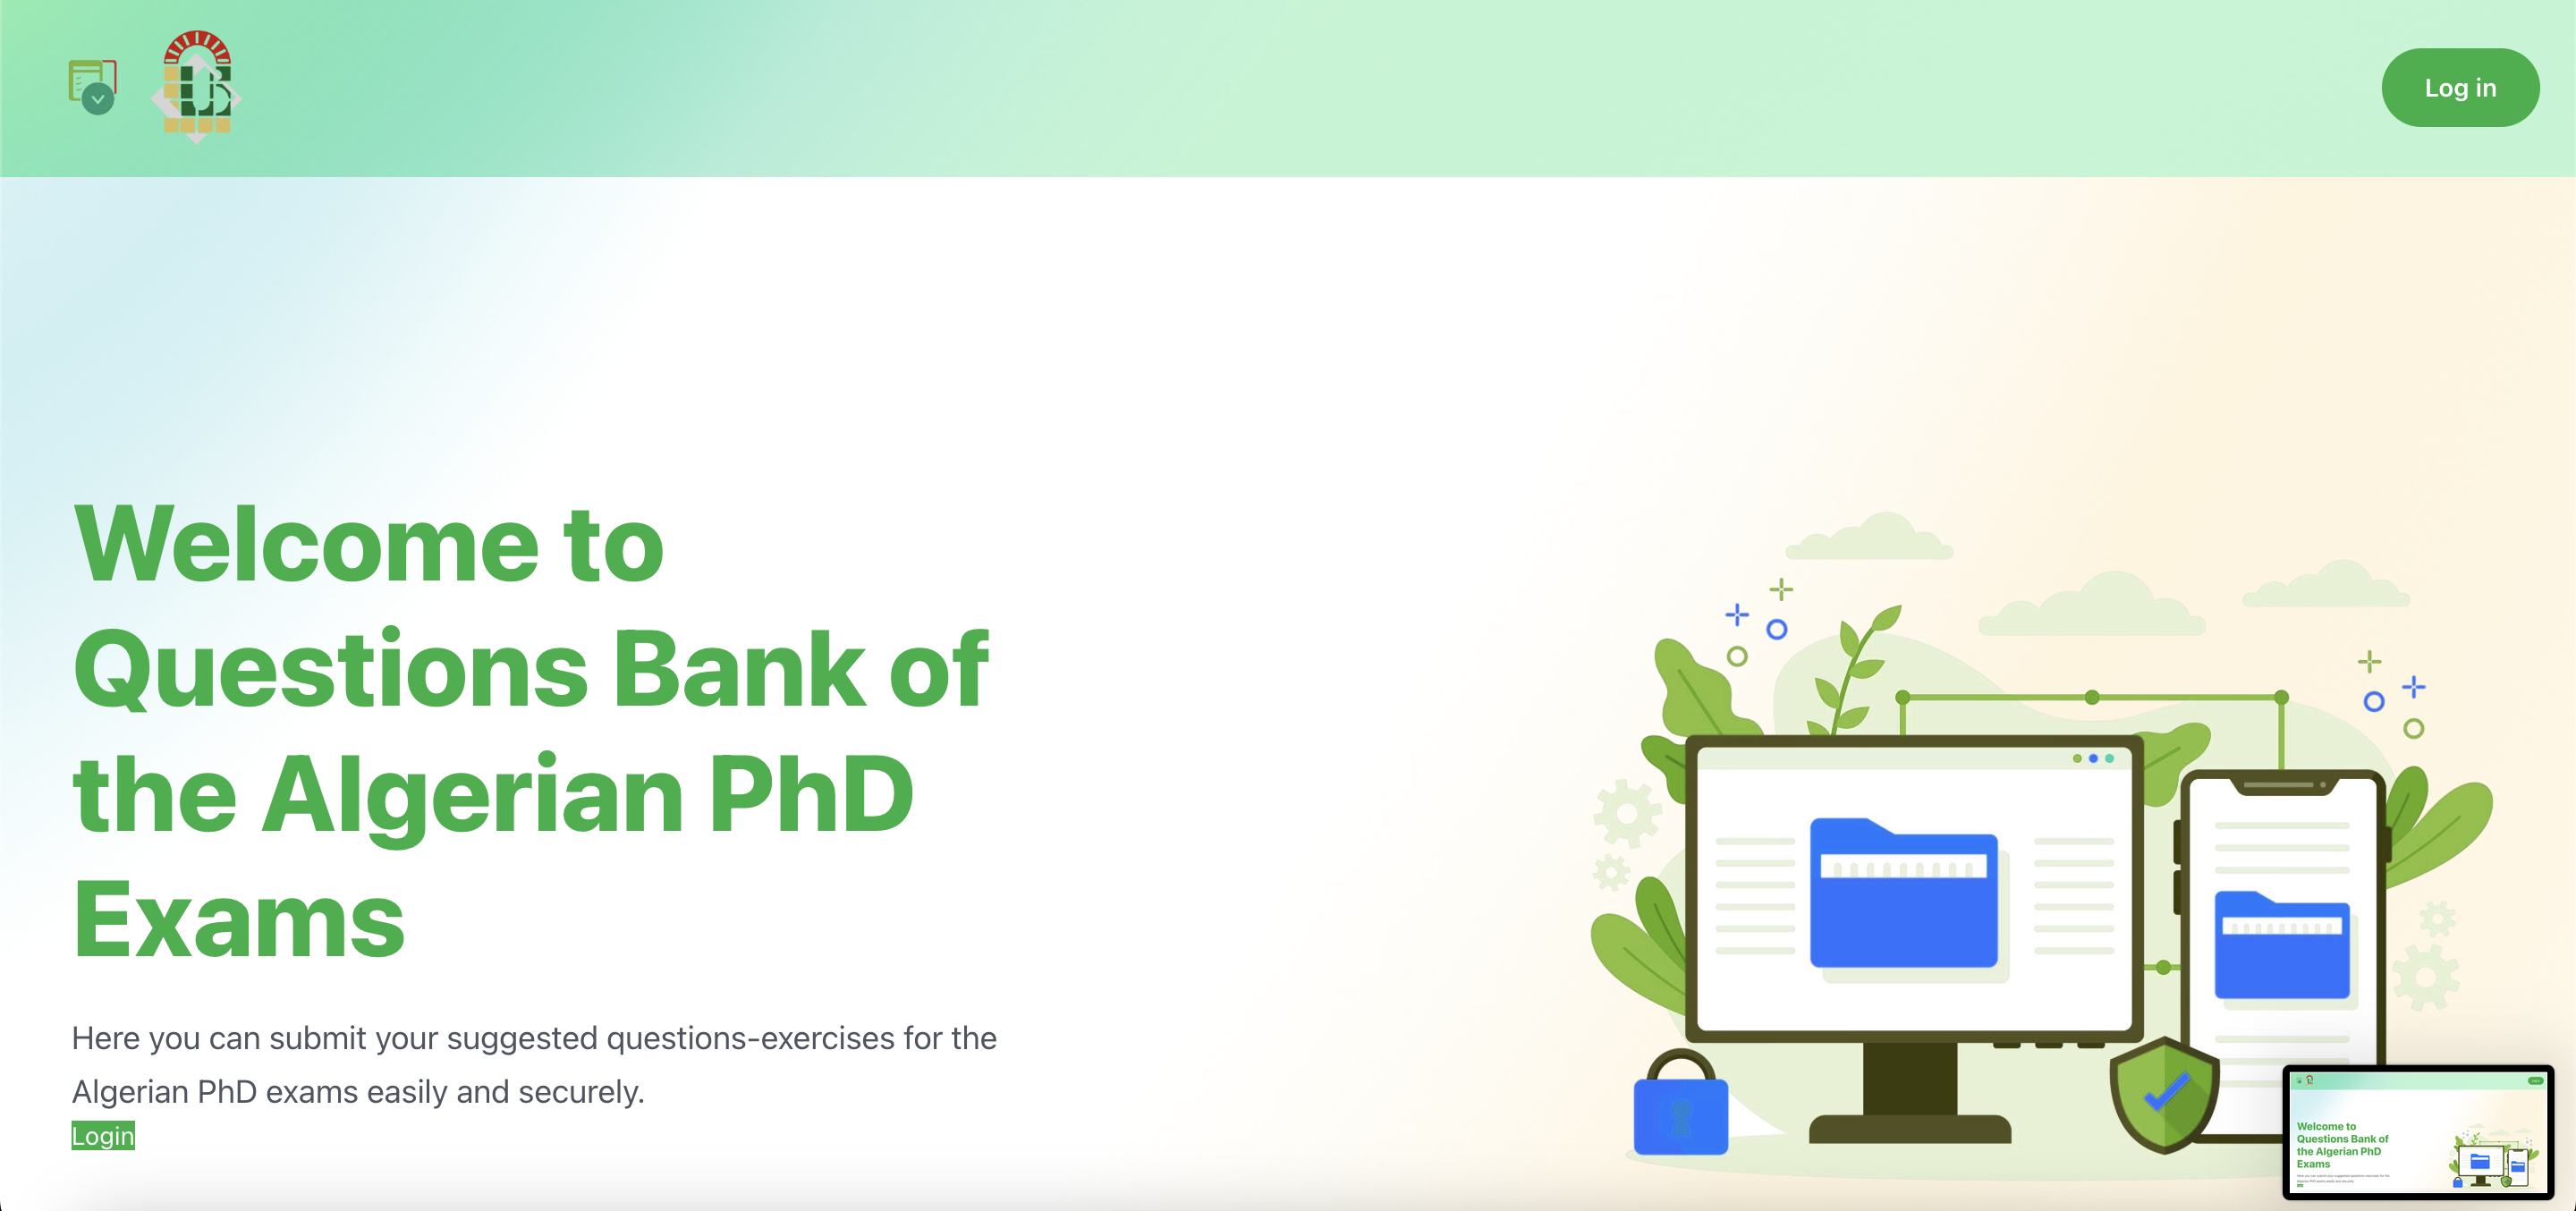 Log in
Welcome to
Questions Bank of
the Algerian PhD
Exams
Here you can submit your suggested questions-exercises for the
Algerian PhD exams easily and securely.
Login
Welcome to
Questions Bank of
the Algerian PhD
Exams